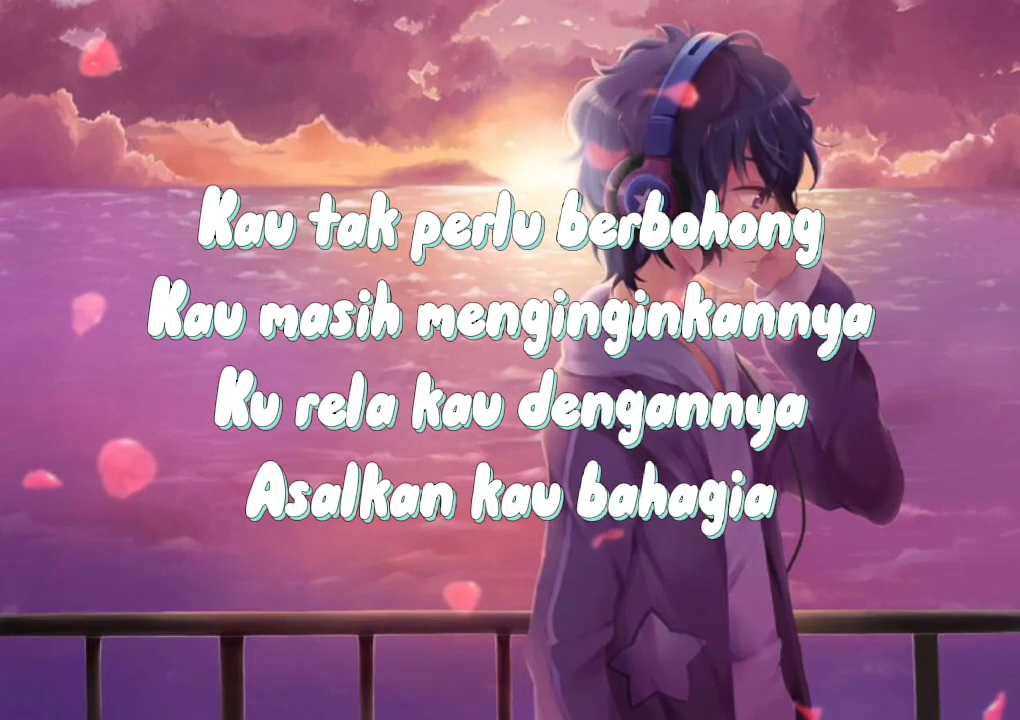 Kau tak perlu berbohong
Kau masih menginginkannya
Ku rela kau dengannya
Asalkan kau bahagia